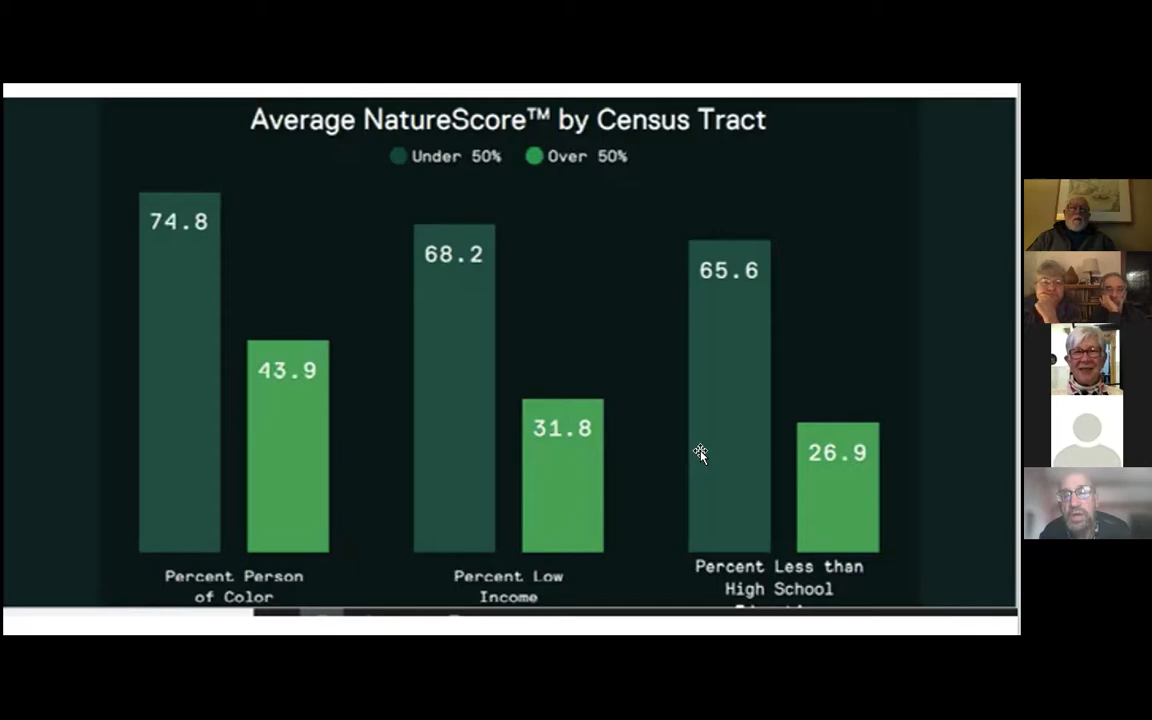 Average NatureScore™ by Census Tract
Under 50% Over 50%
74.8
43.9
68.2
31.8
65.6
26.9
Percent Person
of Color
Percent Low
Income
Percent Less than
High School